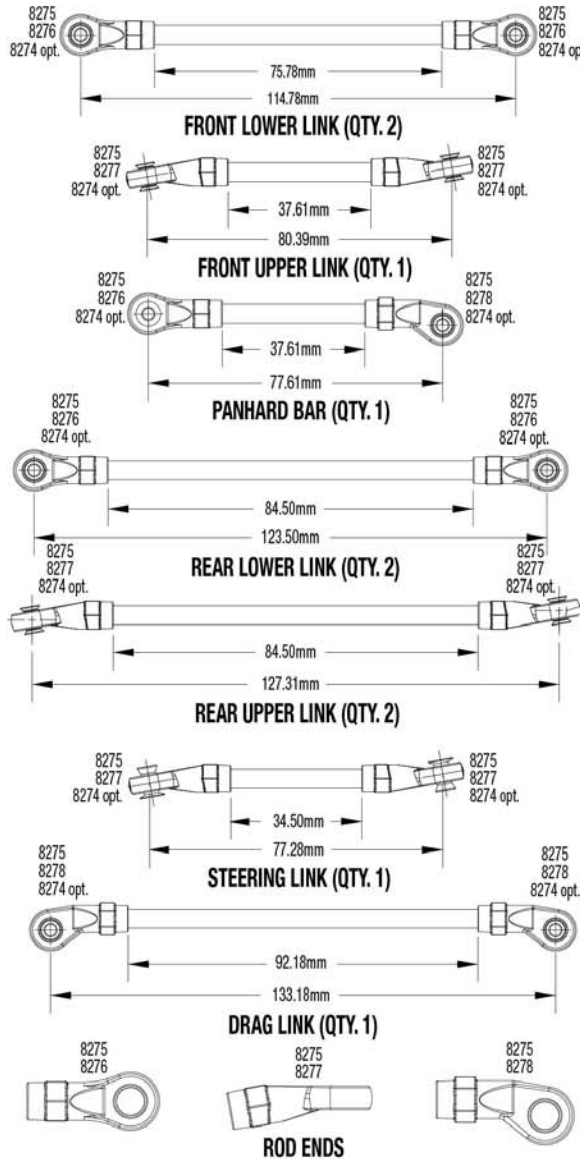 8275
8276
8274 opt.
8275
8276
8274 opt
75.78mm
114.78mm
FRONT LOWER LINK (QTY. 2)
8275
8277
8274 opt.
8275
8277
8274 opt.
37.61mm
80.39mm
FRONT UPPER LINK (QTY. 1)
8275
8276
8274 opt.
8275
8278
8274 opt.
37.61mm
77.61mm
PANHARD BAR (QTY. 1)
8275
8276
8274 opt.
8275
8276
8274 opt.
84.50mm
123.50mm
REAR LOWER LINK (QTY. 2)
8275
8277
8274 opt.
8275
8277
8274 opt.
84.50mm
127.31mm
REAR UPPER LINK (QTY. 2)
8275
8277
8274 opt.
8275
8277
8274 opt.
34.50mm
77.28mm
STEERING LINK (QTY. 1)
8275
8278
8274 opt.
8275
8278
8274 opt.
92.18mm
133.18mm
DRAG LINK (QTY. 1)
8275
8276
8275
8277
8275
8278
ROD ENDS